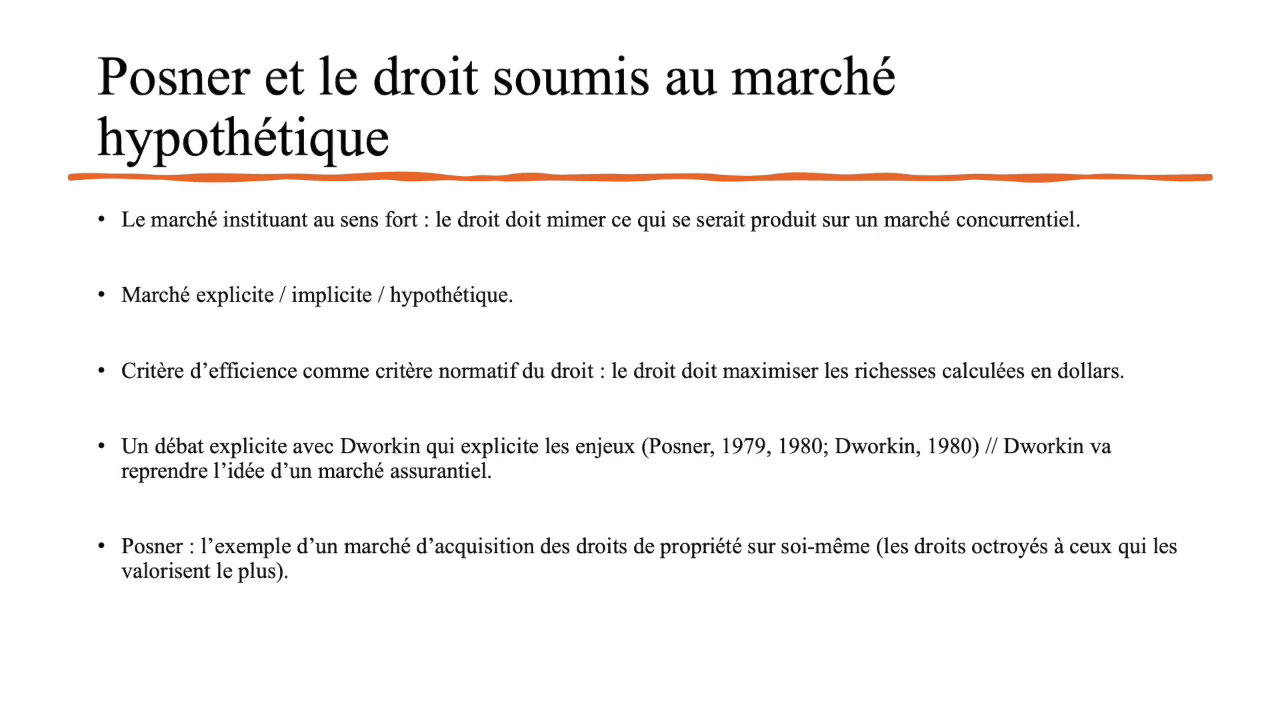 Posner et le droit soumis au marché
hypothétique
• Le marché instituant au sens fort : le droit doit mimer ce qui se serait produit sur un marché concurrentiel.
• Marché explicite / implicite / hypothétique.
• Critère d’efficience comme critère normatif du droit : le droit doit maximiser les richesses calculées en dollars.
• Un débat explicite avec Dworkin qui explicite les enjeux (Posner, 1979, 1980; Dworkin, 1980) // Dworkin va
reprendre l’idée d’un marché assurantiel.
• Posner : l’exemple d’un marché d’acquisition des droits de propriété sur soi-même (les droits octroyés à ceux qui les
valorisent le plus).